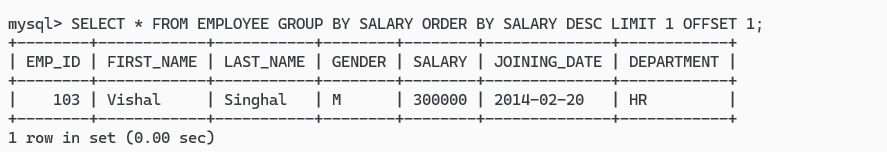 mysql> SELECT * FROM EMPLOYEE GROUP BY SALARY ORDER BY SALARY DESC LIMIT 1 OFFSET 1;
+--------+------------+-----------+--------+--------+--------------+------------+
| EMP_ID | FIRST_NAME | LAST_NAME | GENDER | SALARY | JOINING_DATE | DEPARTMENT |
+--------+------------+-----------+--------+--------+--------------+------------+
|    103 | Vishal     | Singhal   | M      | 300000 | 2014-02-20   | HR         |
+--------+------------+-----------+--------+--------+--------------+------------+
1 row in set (0.00 sec)